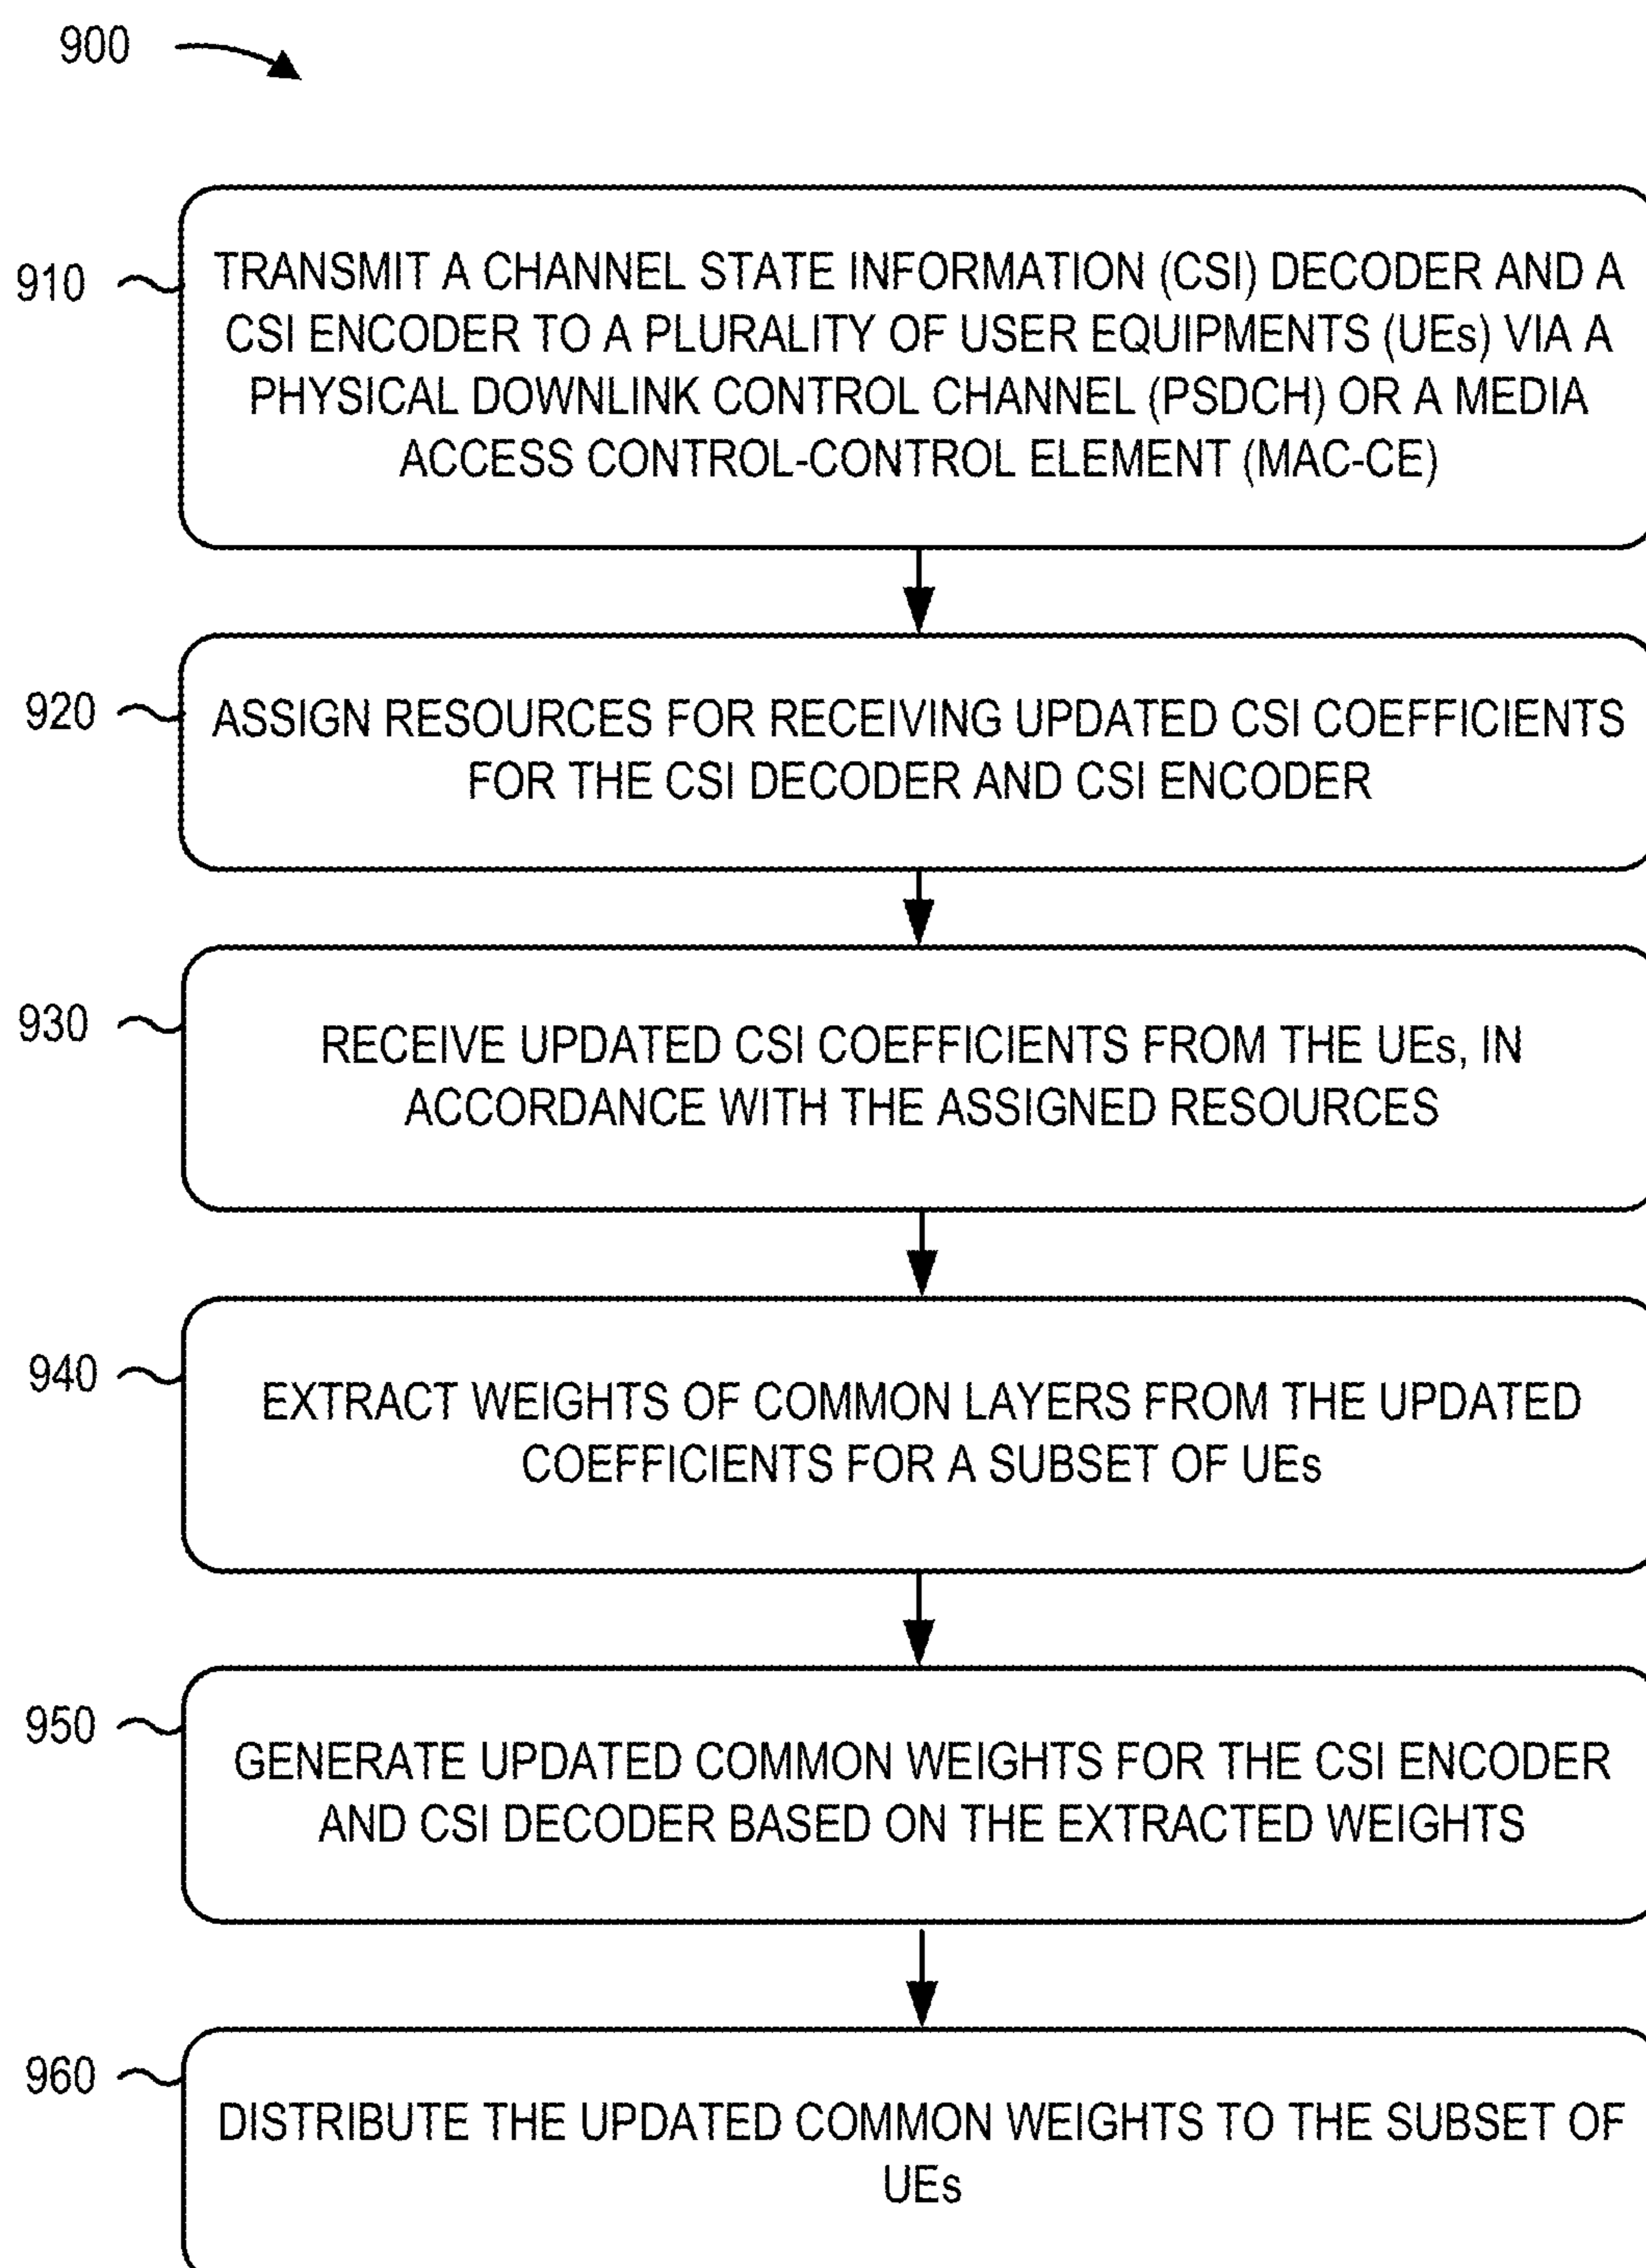 900
910
TRANSMIT A CHANNEL STATE INFORMATION (CSI) DECODER AND A
CSI ENCODER TO A PLURALITY OF USER EQUIPMENTS (UEs) VIA A
PHYSICAL DOWNLINK CONTROL CHANNEL (PSDCH) OR A MEDIA
ACCESS CONTROL-CONTROL ELEMENT (MAC-CE)
920
ASSIGN RESOURCES FOR RECEIVING UPDATED CSI COEFFICIENTS
FOR THE CSI DECODER AND CSI ENCODER
930
RECEIVE UPDATED CSI COEFFICIENTS FROM THE UEs, IN
ACCORDANCE WITH THE ASSIGNED RESOURCES
940
EXTRACT WEIGHTS OF COMMON LAYERS FROM THE UPDATED
COEFFICIENTS FOR A SUBSET OF UEs
950
GENERATE UPDATED COMMON WEIGHTS FOR THE CSI ENCODER
AND CSI DECODER BASED ON THE EXTRACTED WEIGHTS
960
DISTRIBUTE THE UPDATED COMMON WEIGHTS TO THE SUBSET OF
UEs